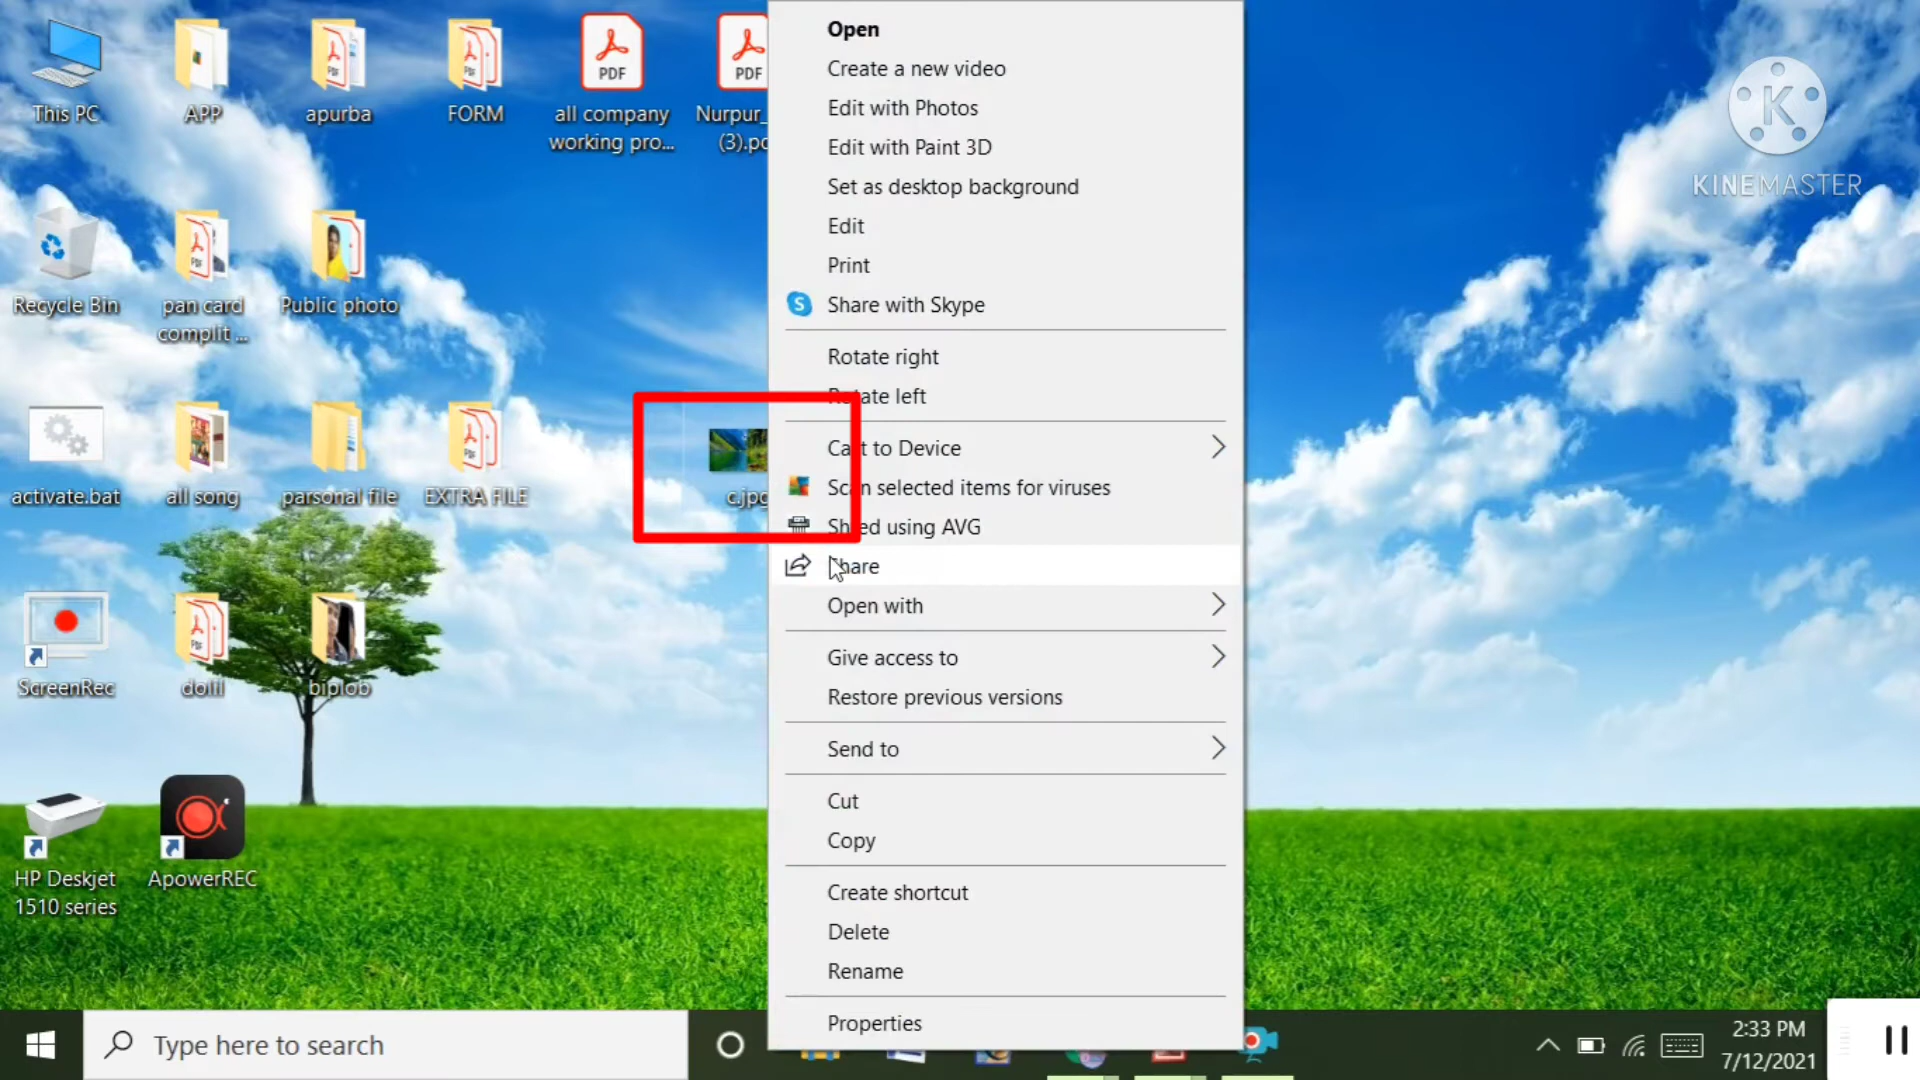 This PC
APP
apurba
FORM
PDF
all company
working pro...
PDF
Nurpur_
(3).pd
Recycle Bin
pan card
complit ...
Public photo
activate.bat
all song
parsonal file
EXTRA FILE
c.jpg
ScreenRec
dolil
biplob
HP Deskjet
1510 series
ApowerREC
Open
Create a new video
Edit with Photos
Edit with Paint 3D
Set as desktop background
Edit
Print
Share with Skype
Rotate right
Rotate left
Cast to Device
Scan selected items for viruses
Shred using AVG
Share
Open with
Give access to
Restore previous versions
Send to
Cut
Copy
Create shortcut
Delete
Rename
Properties
K
KINEMASTER
Type here to search
2:33 PM
7/12/2021